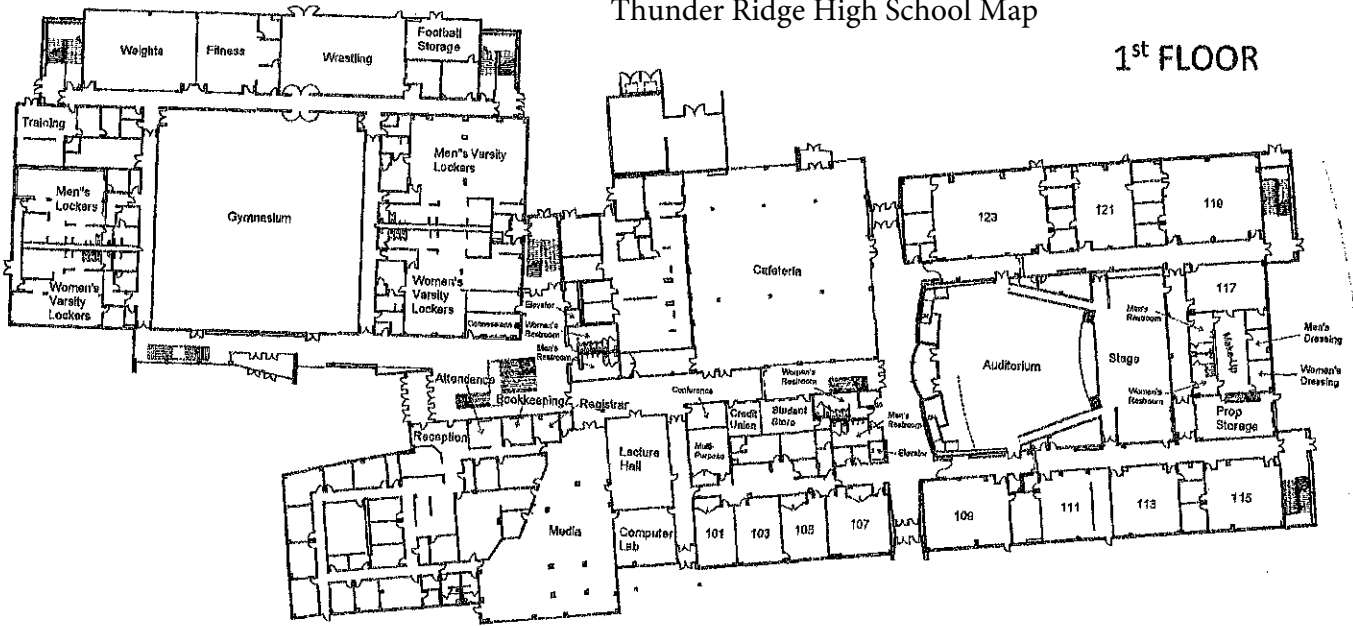 Thunder Ridge High School Map
1st FLOOR
Weights
Fitness
Wrestling
Football
Storage
Training
Men"s Varsity
Lockers
Men"s
Lockers
Gymnasium
Women's
Varsity
Lockers
Women's
Varsity
Lockers
Concession
Elevator
Women's
Restroom
Men's
Restroom
Cafeteria
123
121
119
117
Men's
Restroom
Make-Up
Men's
Dressing
Women's
Dressing
Auditorium
Stage
Women's
Restroom
Prop
Storage
Attendance
Bookkeeping
Registrar
Reception
Conference
Women's
Restroom
Credit
Union
Student
Store
Men's
Restroom
Elevator
Lecture
Hall
Multi-
Purpose
Media
Computer
Lab
101
103
105
107
109
111
113
115